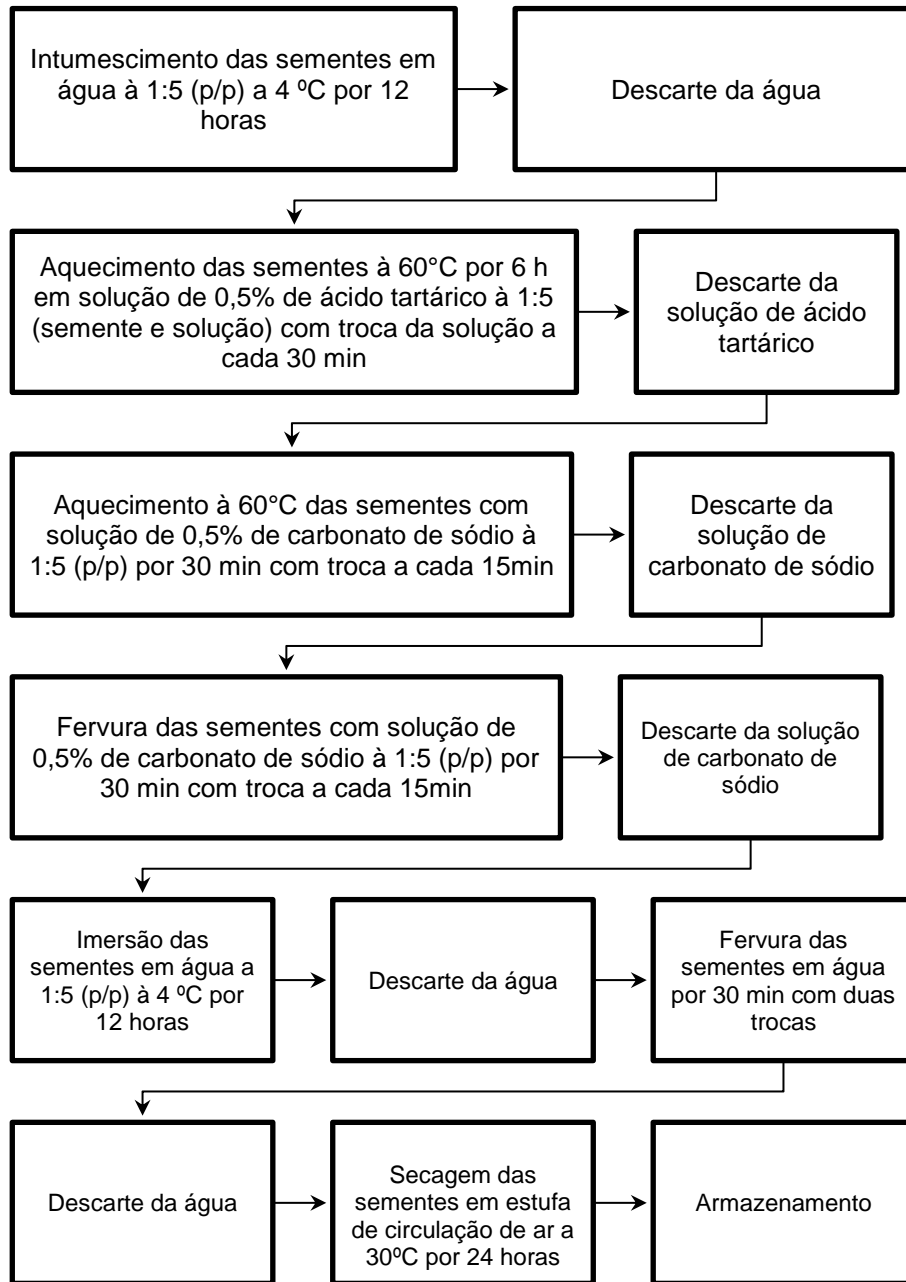 Intumescimento das sementes em
água à 1:5 (p/p) a 4 ºC por 12
horas
Descarte da água
Aquecimento das sementes à 60°C por 6 h
em solução de 0,5% de ácido tartárico à 1:5
(semente e solução) com troca da solução a
cada 30 min
Descarte da
solução de ácido
tartárico
Aquecimento à 60°C das sementes com
solução de 0,5% de carbonato de sódio à
1:5 (p/p) por 30 min com troca a cada 15min
Descarte da
solução de
carbonato de sódio
Fervura das sementes com solução de
0,5% de carbonato de sódio à 1:5 (p/p) por
30 min com troca a cada 15min
Descarte da solução
de carbonato de
sódio
Imersão das
sementes em água a
1:5 (p/p) à 4 ºC por
12 horas
Descarte da água
Fervura das
sementes em água
por 30 min com duas
trocas
Descarte da água
Secagem das
sementes em estufa
de circulação de ar a
30ºC por 24 horas
Armazenamento